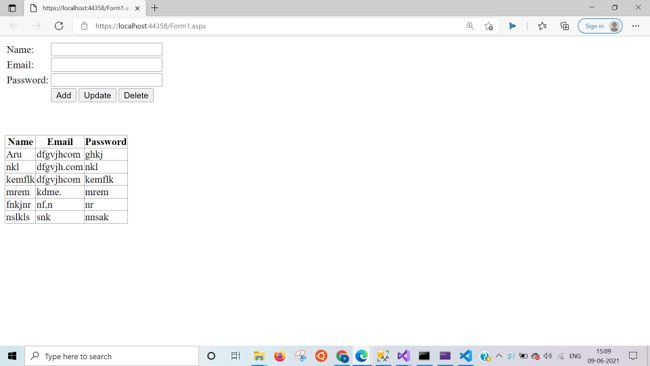 https://localhost:44358/Form1.as
https://localhost:44358/Form1.aspx
Sign in
Name:
Email:
Password:
Add Update Delete
Name Email Password
Aru dfgvjhcom ghkj
nkl dfgvjh.com nkl
kemflk dfgvjhcom kemflk
mrem kdme. mrem
fnkjnr nf,n nr
nslkls snk nnsak
Type here to search
ENG
15:09
09-06-2021